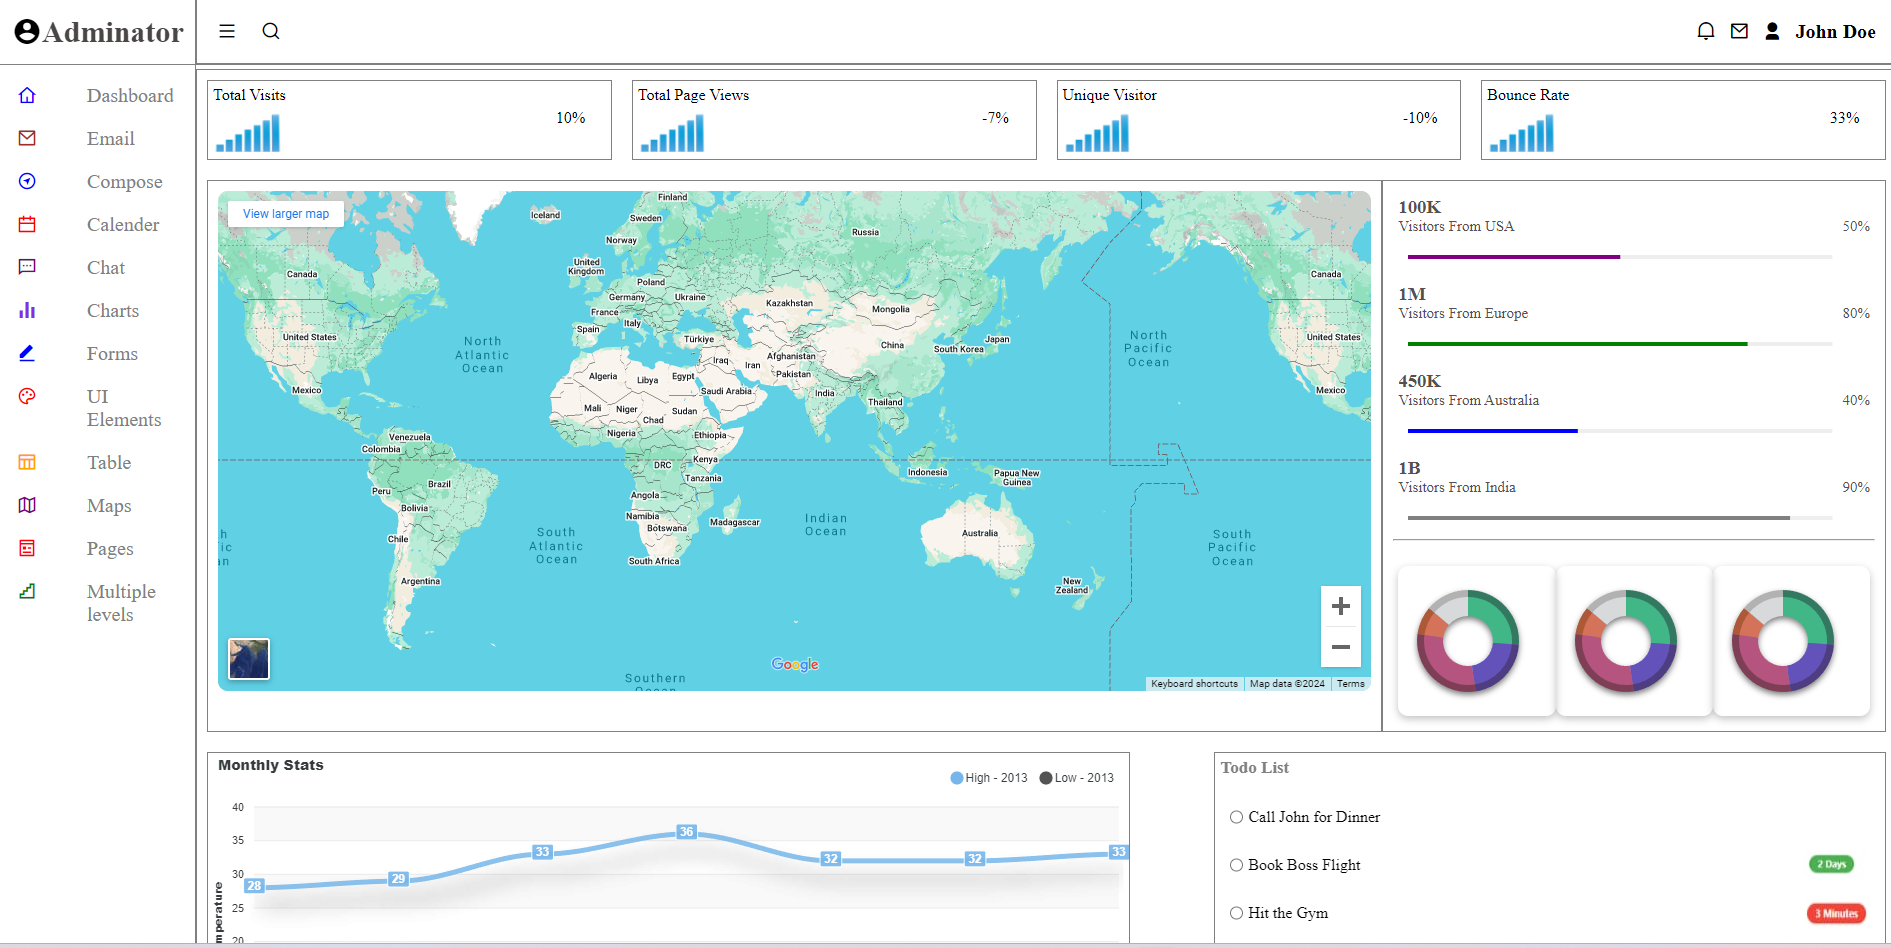 Adminator
John Doe
Dashboard
Email
Compose
Calender
Chat
Charts
Forms
UI
Elements
Table
Maps
Pages
Multiple
levels
Total Visits
10%
Total Page Views
-7%
Unique Visitor
-10%
Bounce Rate
33%
View larger map
Finland
Iceland
Sweden
Russia
Norway
United
Kingdom
Canada
Poland
Canada
Germany
Ukraine
Kazakhstan
Mongolia
France
Italy
Spain
United States
Türkiye
Japan
United States
China
South Korea
North
Atlantic
Ocean
North
Pacific
Ocean
Iraq
Afghanistan
Iran
Pakistan
Algeria
Libya
Egypt
Saudi Arabia
Mexico
India
Mexico
Thailand
Mali
Niger
Chad
Sudan
Nigeria
Ethiopia
Venezuela
Colombia
Kenya
DRC
Indonesia
Papua New
Guinea
Tanzania
Brazil
Peru
Angola
Bolivia
Namibia
Botswana
Madagascar
Indian
Ocean
Chile
South
Atlantic
Ocean
Australia
South
Pacific
Ocean
South Africa
Argentina
New
Zealand
Google
Southern
Ocean
Keyboard shortcuts
Map data ©2024
Terms
100K
Visitors From USA
50%
1M
Visitors From Europe
80%
450K
Visitors From Australia
40%
1B
Visitors From India
90%
Monthly Stats
High - 2013
Low - 2013
40
35
30
25
20
28
29
33
36
32
32
33
Todo List
Call John for Dinner
Book Boss Flight
2 Days
Hit the Gym
3 Minutes